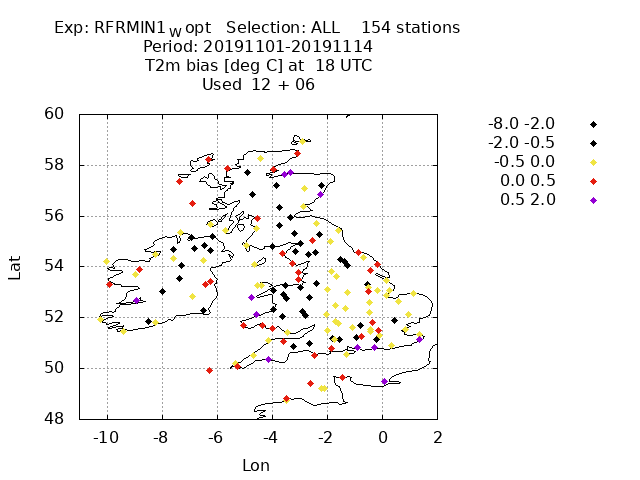 Exp: RFRMIN1_W opt   Selection: ALL    154 stations
Period: 20191101-20191114
T2m bias [deg C] at  18 UTC
Used  12 + 06
-8.0 -2.0
-2.0 -0.5
-0.5 0.0
0.0 0.5
0.5 2.0
60
58
56
54
52
50
48
Lat
-10 -8 -6 -4 -2 0 2
Lon